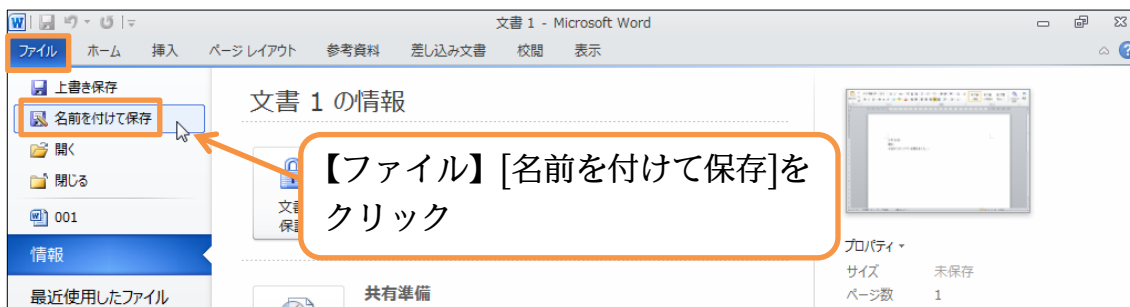 文書 1 - Microsoft Word
ファイル ホーム 挿入 ページ レイアウト 参考資料 差し込み文書 校閲 表示
上書き保存
名前を付けて保存
開く
閉じる
001
情報
最近使用したファイル
文書 1 の情報
【ファイル】[名前を付けて保存]を
クリック
共有準備
プロパティ
サイズ 未保存
ページ数 1